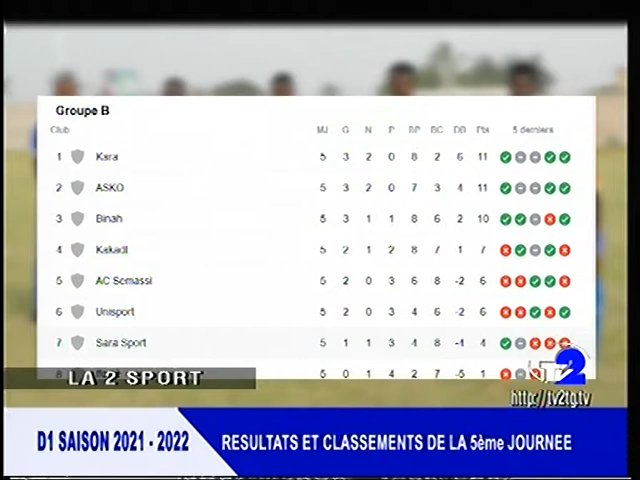 Groupe B
Club MJ G N P BP BC DB Pts 5 derniers
1 Kara 5 3 2 0 8 2 6 11
2 ASKO 5 3 2 0 7 3 4 11
3 Binah 5 3 1 1 8 6 2 10
4 Kakadl 5 2 1 2 8 7 1 7
5 AC Semassi 5 2 0 3 6 8 -2 6
6 Unisport 5 2 0 3 4 6 -2 6
7 Sara Sport 5 1 1 3 4 8 -4 4
8 5 0 1 4 2 7 -5 1
LA 2 SPORT
TV2
http://tv2tg.tv
D1 SAISON 2021 - 2022
RESULTATS ET CLASSEMENTS DE LA 5ème JOURNEE